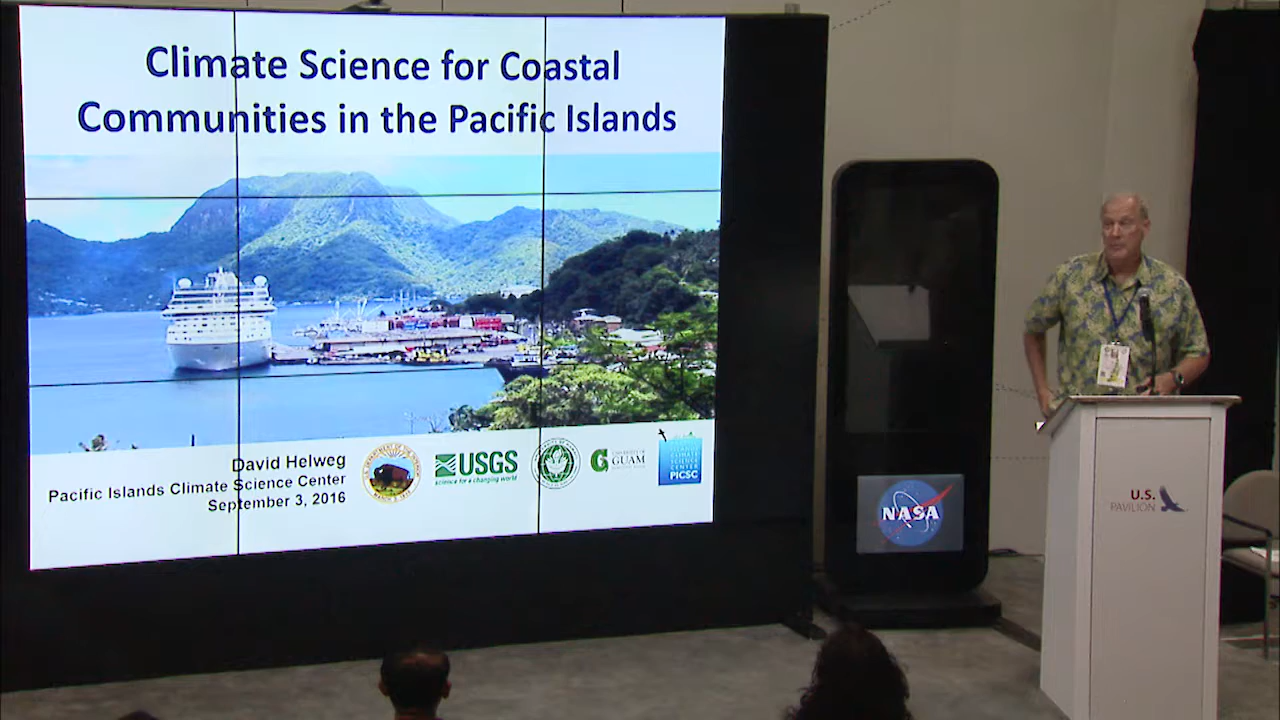 Climate Science for Coastal
Communities in the Pacific Islands
David Helweg
Pacific Islands Climate Science Center
September 3, 2016
USGS
science for a changing world
GUAM
PICSC
NASA
U.S.
PAVILION